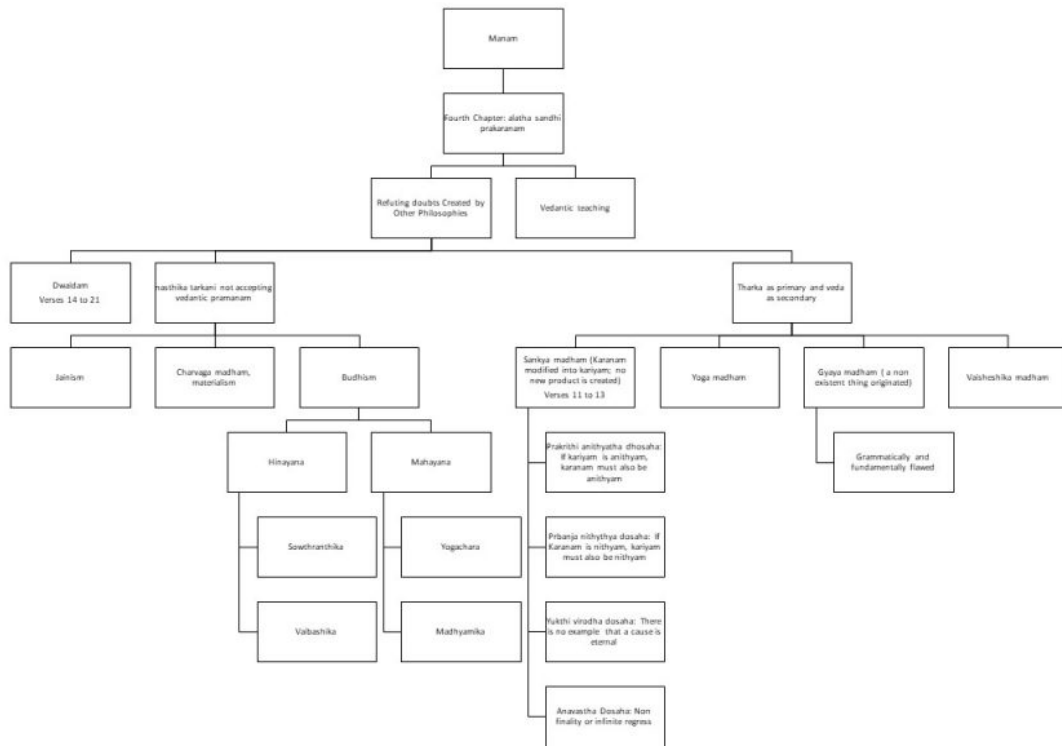 Manam
Fourth Chapter: alatha sandhi
prakaranam
Refuting doubts Created by
Other Philosophies
Vedantic teaching
Dwaidam
Verses 14 to 21
nasthika tarkani not accepting
vedantic pramanam
Tharka as primary and veda
as secondary
Jainism
Charvaga madham,
materialism
Budhism
Sankya madham (Karanam
modified into kariyam; no
new product is created)
Verses 11 to 13
Yoga madham
Gyaya madham ( a non
existent thing originated)
Vaisheshika madham
Hinayana
Mahayana
Prakrithi anithyatha dhosaha:
If kariyam is anithyam,
karanam must also be
anithyam
Grammatically and
fundamentally flawed
Sowthranthika
Yogachara
Prbanja nithythya dosaha: If
Karanam is nithyam, kariyam
must also be nithyam
Vaibashika
Madhyamika
Yukthi virodha dosaha: There
is no example that a cause is
eternal
Anavastha Dosaha: Non
finality or infinite regress